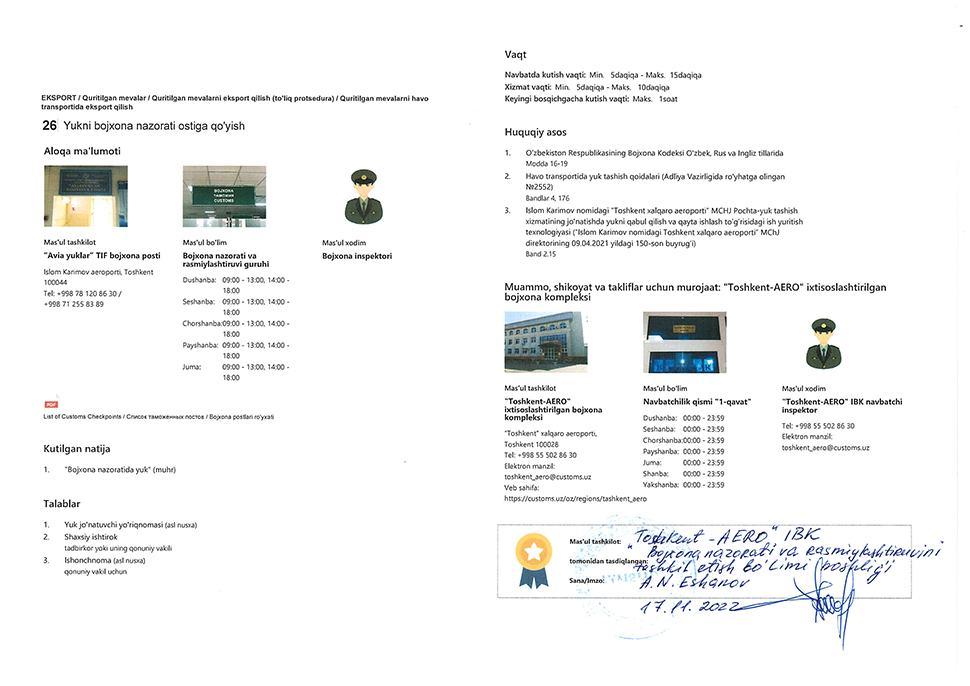 EKSPORT / Quritilgan mevalar / Quritilgan mevalarni eksport qilish (to'liq protsedura) / Quritilgan mevalarni havo
transportida eksport qilish
26 Yukni bojxona nazorati ostiga qo'yish
Aloqa ma'lumoti
BOJXONA
ТАМОЖНЯ
CUSTOMS
Mas'ul tashkilot
"Avia yuklar" TIF bojxona posti
Islom Karimov aeroporti, Toshkent
100044
Tel: +998 78 120 86 30 /
+998 71 255 83 89
Mas'ul bo'lim
Bojxona nazorati va
rasmiylashtiruvi guruhi
Dushanba: 09:00 - 13:00, 14:00 -
18:00
Seshanba: 09:00 - 13:00, 14:00 -
18:00
Chorshanba:09:00 - 13:00, 14:00 -
18:00
Payshanba: 09:00 - 13:00, 14:00 -
18:00
Juma: 09:00 - 13:00, 14:00 -
18:00
Mas'ul xodim
Bojxona inspektori
PDF
List of Customs Checkpoints / Список таможенных постов / Bojxona postlari ro'yxati
Kutilgan natija
1. "Bojxona nazoratida yuk" (muhr)
Talablar
1. Yuk jo'natuvchi yo'riqnomasi (asl nusxa)
2. Shaxsiy ishtirok
tadbirkor yoki uning qonuniy vakili
3. Ishonchnoma (asl nusxa)
qonuniy vakil uchun
Vaqt
Navbatda kutish vaqti: Min. 5daqiqa - Maks. 15daqiqa
Xizmat vaqti: Min. 5daqiqa - Maks. 10daqiqa
Keyingi bosqichgacha kutish vaqti: Maks. 1soat
Huquqiy asos
1. O'zbekiston Respublikasining Bojxona Kodeksi O'zbek, Rus va Ingliz tillarida
Modda 16-19
2. Havo transportida yuk tashish qoidalari (Adliya Vazirligida ro'yhatga olingan
№2552)
Bandlar 4, 176
3. Islom Karimov nomidagi "Toshkent xalqaro aeroporti" MCHJ Pochta-yuk tashish
xizmatining jo'natishda yukni qabul qilish va qayta ishlash to'g'risidagi ish yuritish
texnologiyasi ("Islom Karimov nomidagi Toshkent xalqaro aeroporti" MCHJ
direktorining 09.04.2021 yildagi 150-son buyrug'i)
Band 2.15
Muammo, shikoyat va takliflar uchun murojaat: "Toshkent-AERO" ixtisoslashtirilgan
bojxona kompleksi
Mas'ul tashkilot
"Toshkent-AERO"
ixtisoslashtirilgan bojxona
kompleksi
"Toshkent" xalqaro aeroporti,
Toshkent 100028
Tel: +998 55 502 86 30
Elektron manzil:
toshkent_aero@customs.uz
Veb sahifa:
https://customs.uz/oz/regions/tashkent_aero
Mas'ul bo'lim
Navbatchilik qismi "1-qavat"
Dushanba: 00:00 - 23:59
Seshanba: 00:00 - 23:59
Chorshanba:00:00 - 23:59
Payshanba: 00:00 - 23:59
Juma: 00:00 - 23:59
Shanba: 00:00 - 23:59
Yakshanba: 00:00 - 23:59
Mas'ul xodim
"Toshkent-AERO" IBK navbatchi
inspektor
Tel: +998 55 502 86 30
Elektron manzil:
toshkent_aero@customs.uz
Mas'ul tashkilot: "Toshkent-AERO" IBK
"Bojxona nazorati va rasmiylashtiruvini
tomonidan tasdiqlangan: tashkil etish bo'limi boshlig'i
Sana/Imzo: A.N. Eshanov
17.11.2022